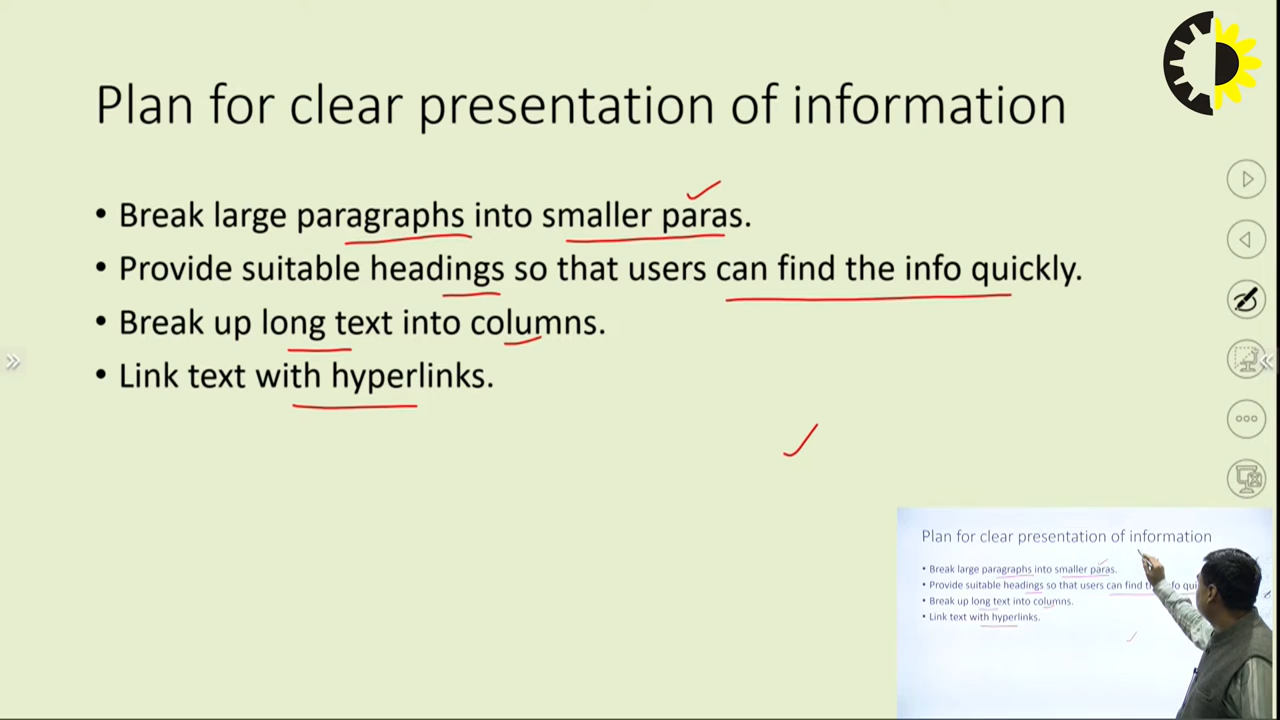 Plan for clear presentation of information
• Break large paragraphs into smaller paras.
• Provide suitable headings so that users can find the info quickly.
• Break up long text into columns.
• Link text with hyperlinks.
Plan for clear presentation of information
• Break large paragraphs into smaller paras.
• Provide suitable headings so that users can find
• Break up long text into columns.
• Link text with hyperlinks.